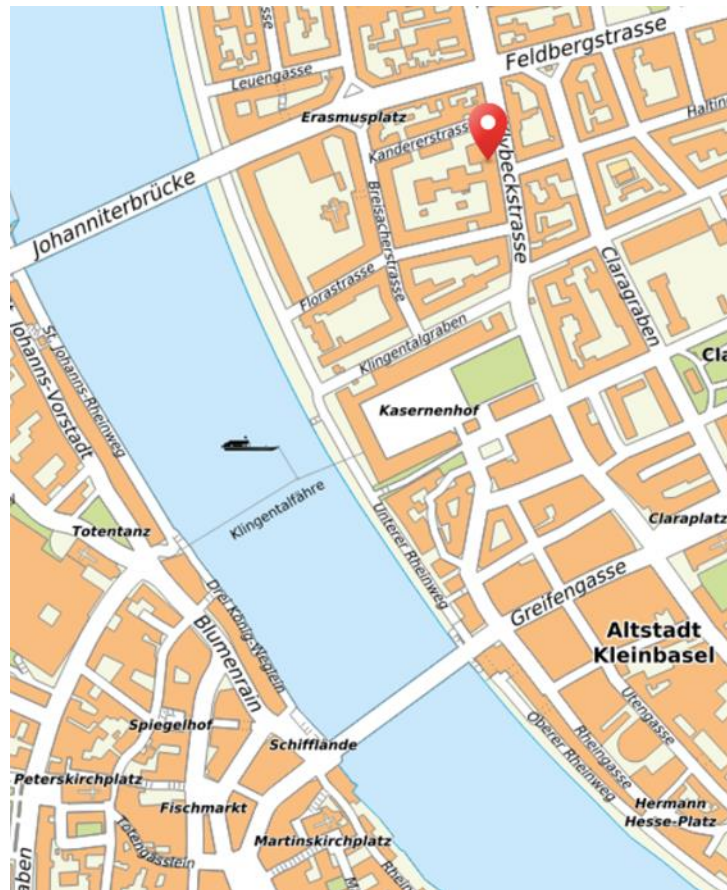 Feldbergstrasse
Leuengasse
Erasmusplatz
Kandererstrasse
Johanniterbrücke
Breisacherstrasse
Florastrasse
Claragraben
St. Johanns-Rheinweg
Johanns-Vorstadt
Klingentalgraben
Cla
Kasernenhof
Klingentalfähre
Totentanz
Unterer Rheinweg
Claraplatz
Greifengasse
Drei König-Weglein
Blumenrain
Altstadt
Kleinbasel
Utengasse
Spiegelhof
Schifflände
Oberer Rheinweg
Rheingasse
Peterskirchplatz
Fischmarkt
Hermann
Hesse-Platz
Totengässlein
Martinskirchplatz